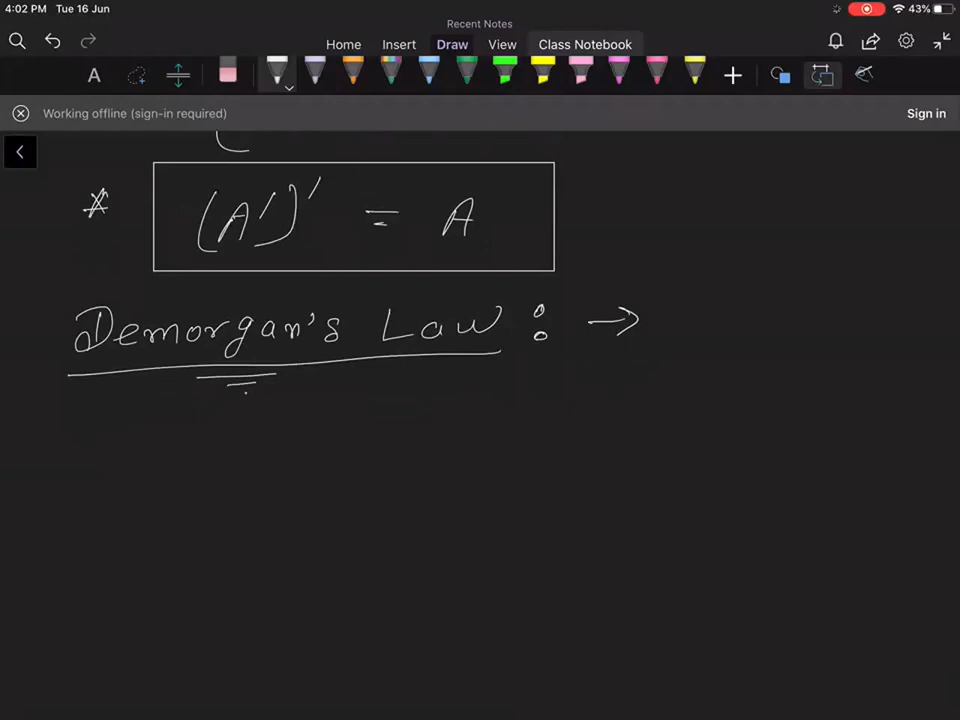 4:02 PM Tue 16 Jun
43%
Recent Notes
Home Insert Draw View Class Notebook
A
Working offline (sign-in required)
Sign in
* (A′)′ = A
Demorgan's Law : →